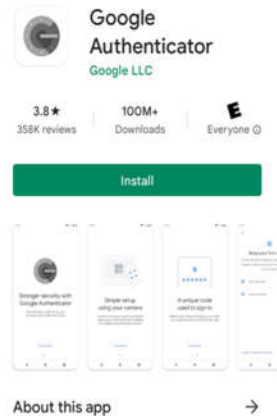 Google
Authenticator
Google LLC
3.8★ 100M+ E
358K reviews Downloads Everyone
Install
Stronger security with
Google Authenticator
Simple setup
using your camera
A unique code
used to sign in
About this app →